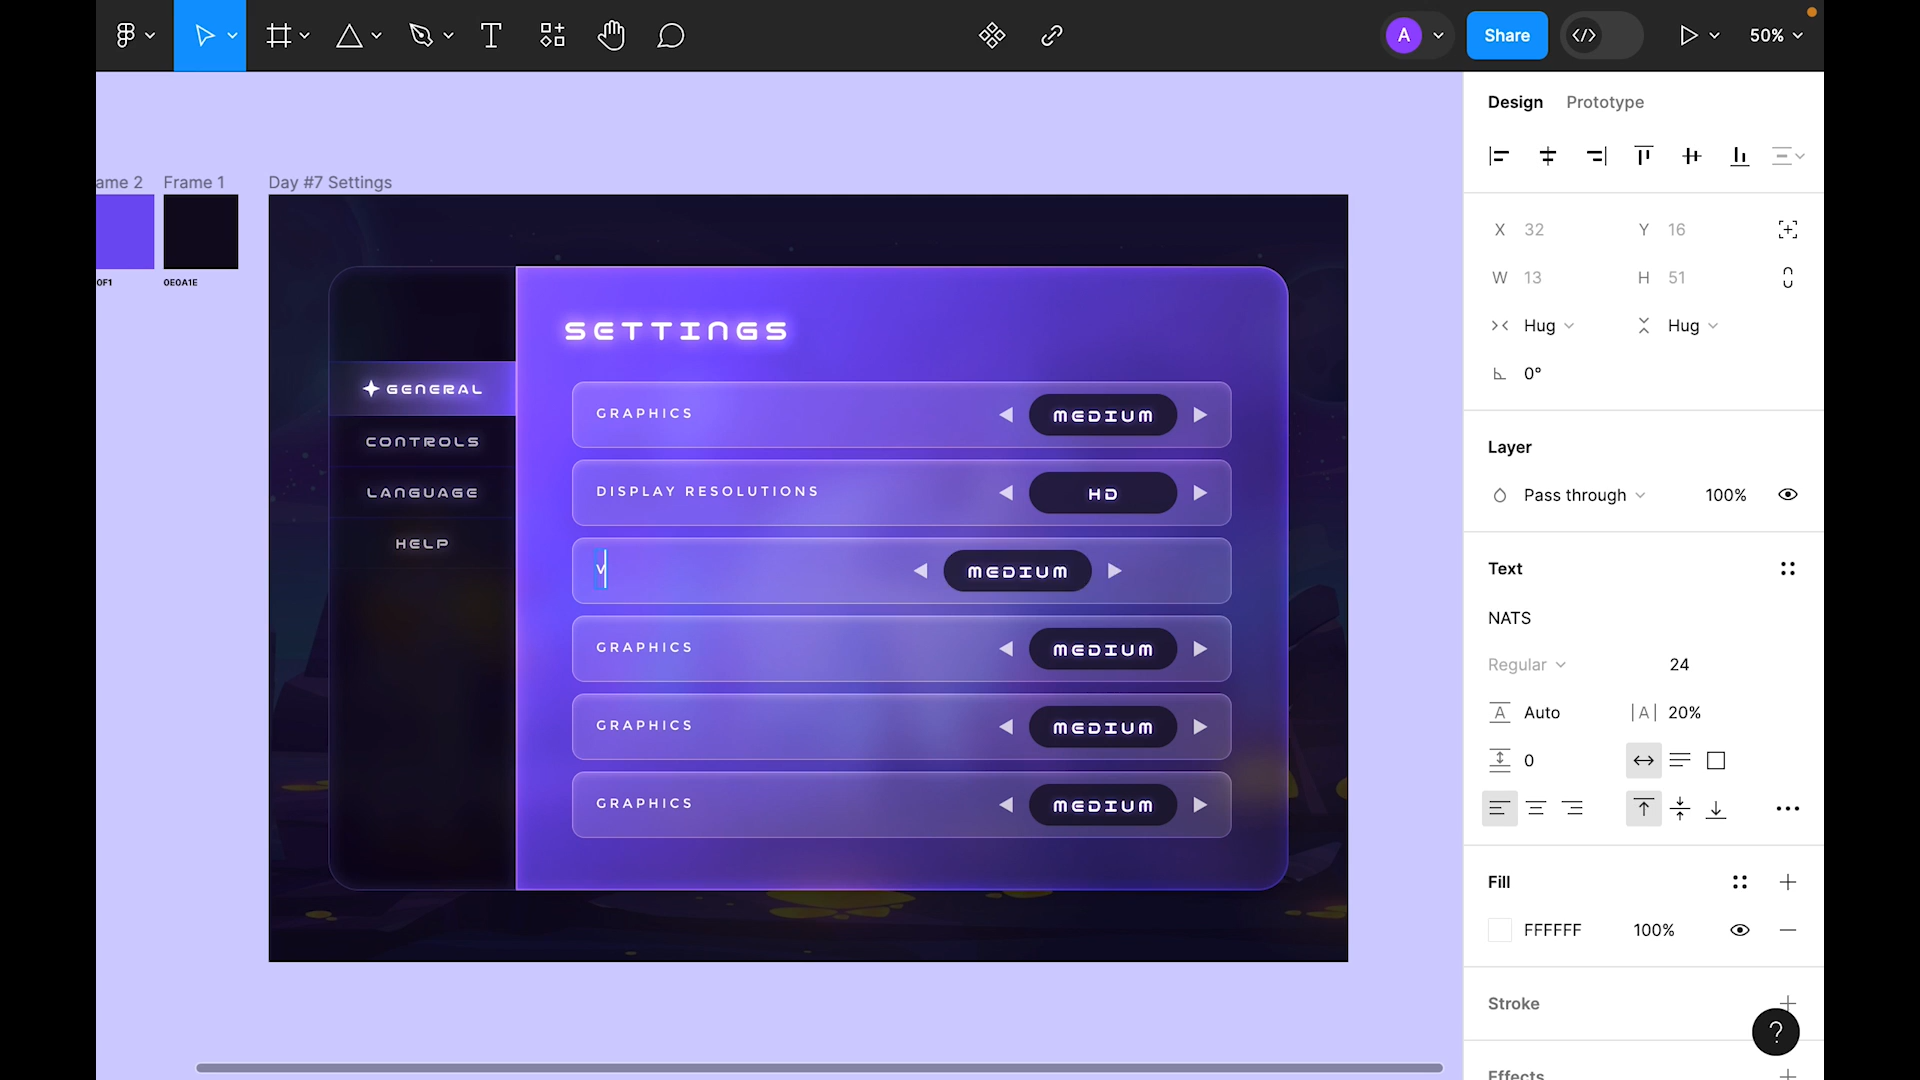 A
Share
50%
Design
Prototype
ame 2
Frame 1
Day #7 Settings
0F1
0E0A1E
SETTINGS
GENERAL
CONTROLS
LANGUAGE
HELP
GRAPHICS
MEDIUM
DISPLAY RESOLUTIONS
HD
V
MEDIUM
GRAPHICS
MEDIUM
GRAPHICS
MEDIUM
GRAPHICS
MEDIUM
X 32
Y 16
W 13
H 51
Hug
Hug
0°
Layer
Pass through
100%
Text
NATS
Regular
24
Auto
20%
0
Fill
FFFFFF
100%
Stroke
?
Effects